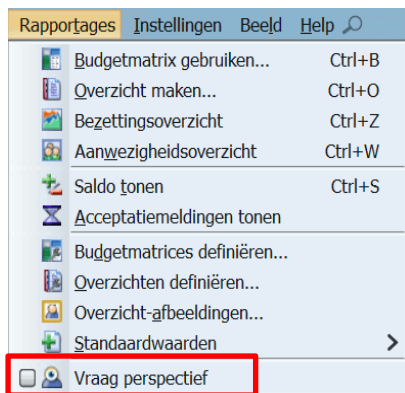 Rapportages Instellingen Beeld Help
Budgetmatrix gebruiken... Ctrl+B
Overzicht maken... Ctrl+O
Bezettingsoverzicht Ctrl+Z
Aanwezigheidsoverzicht Ctrl+W
Saldo tonen Ctrl+S
Acceptatiemeldingen tonen
Budgetmatrices definiëren...
Overzichten definiëren...
Overzicht-afbeeldingen...
Standaardwaarden
Vraag perspectief